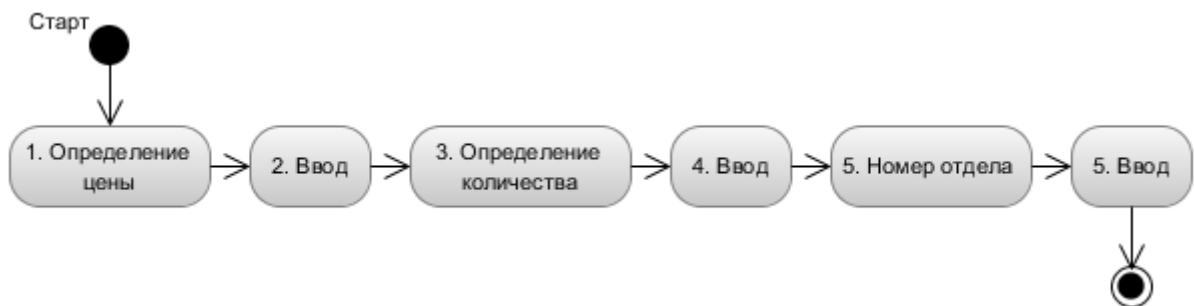 Старт
1. Определение
цены
2. Ввод
3. Определение
количества
4. Ввод
5. Номер отдела
5. Ввод